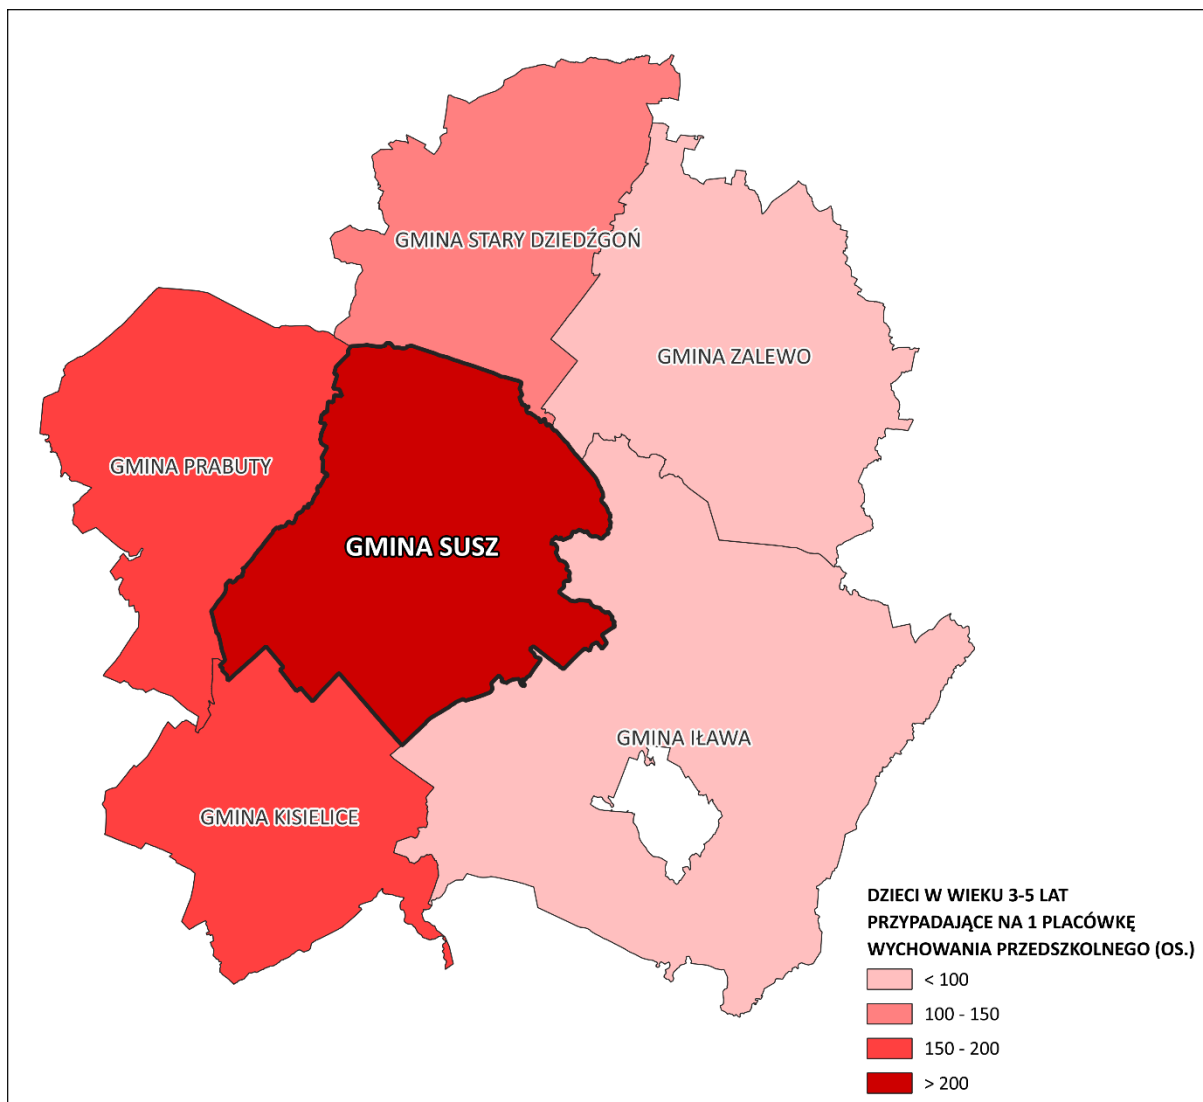 GMINA STARY DZIEDŹGOŃ
GMINA ZALEWO
GMINA PRABUTY
GMINA SUSZ
GMINA IŁAWA
GMINA KISIELICE
DZIECI W WIEKU 3-5 LAT
PRZYPADAJĄCE NA 1 PLACÓWKĘ
WYCHOWANIA PRZEDSZKOLNEGO (OS.)
< 100
100 - 150
150 - 200
> 200